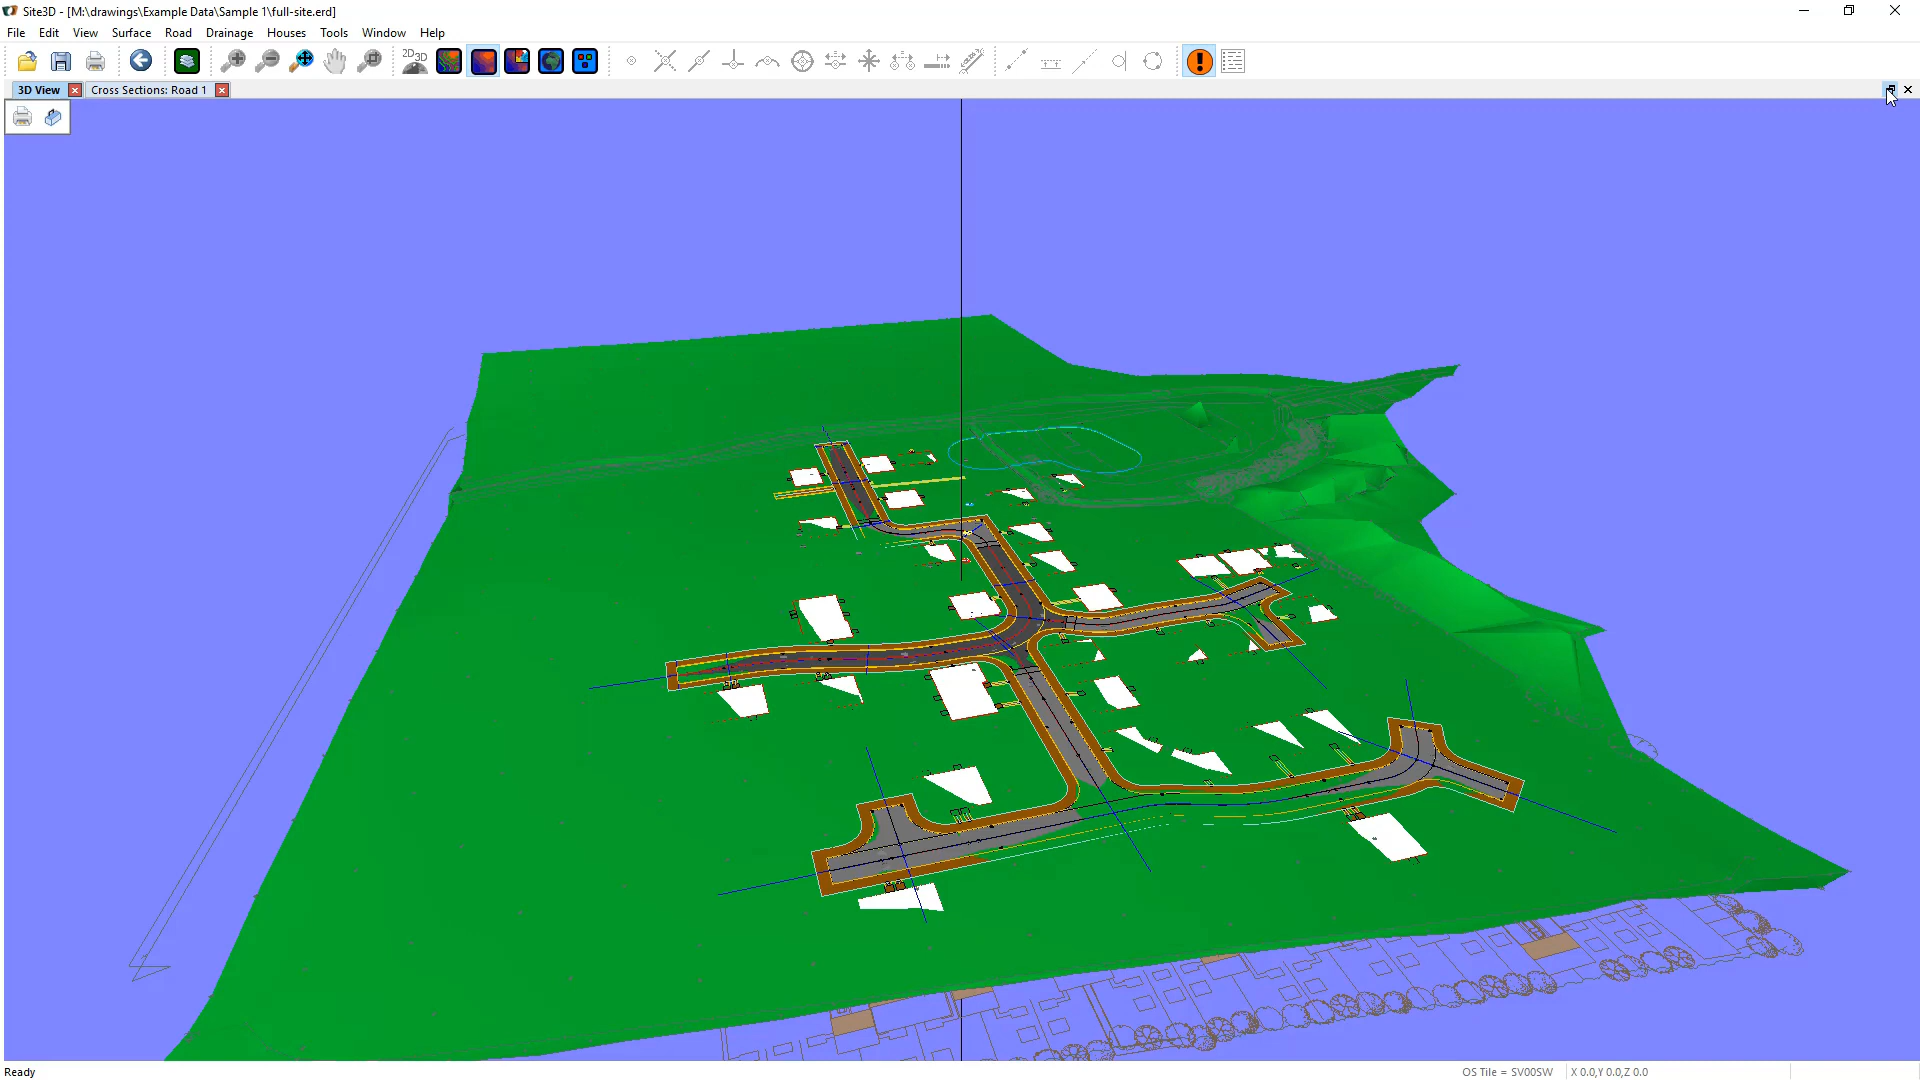 Site3D - [M:\drawings\Example Data\Sample 1\full-site.erd]
File Edit View Surface Road Drainage Houses Tools Window Help
2D 3D
3D View Cross Sections: Road 1
Ready OS Tile = SV00SW X 0.0,Y 0.0,Z 0.0